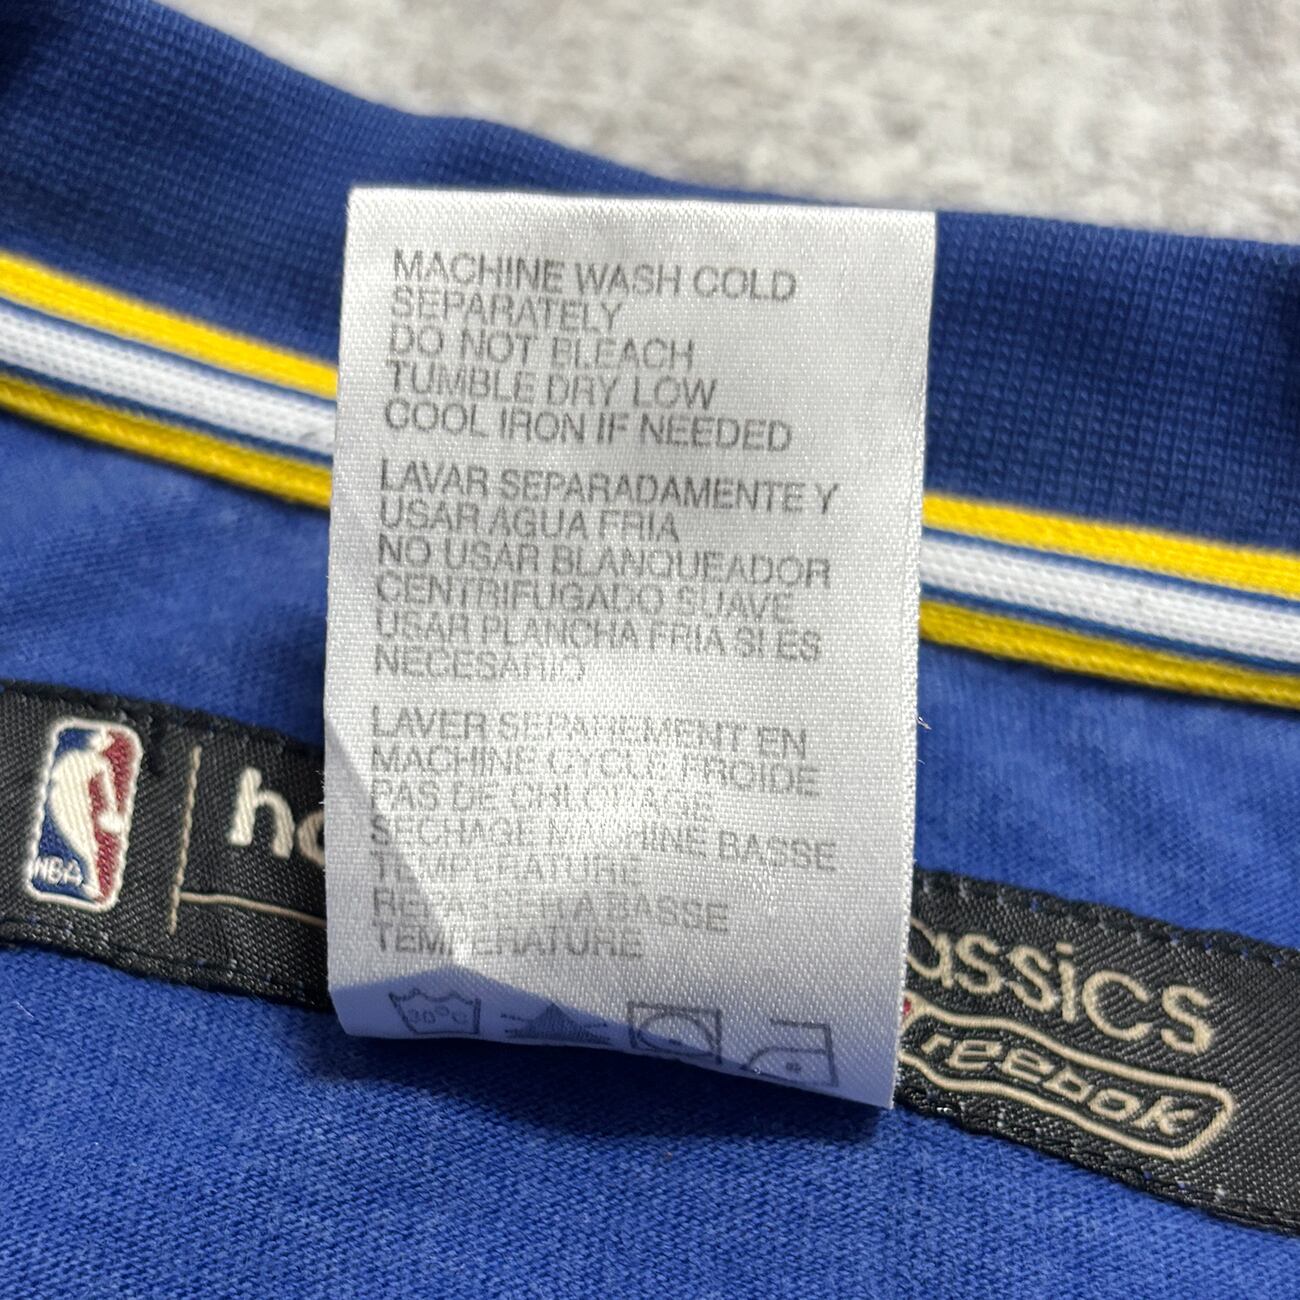 MACHINE WASH COLD
SEPARATELY
DO NOT BLEACH
TUMBLE DRY LOW
COOL IRON IF NEEDED
LAVAR SEPARADAMENTE Y
USAR AGUA FRIA
NO USAR BLANQUEADOR
CENTRIFUGADO SUAVE
USAR PLANCHA FRIA SI ES
NECESARIO
LAVER SEPAREMENT EN
MACHINE CYCLE FROIDE
PAS DE CHLORAGE
SECHAGE MACHINE BASSE
TEMPERATURE
REPASSER A BASSE
TEMPERATURE
30°C
NBA
ha
assics
reebok